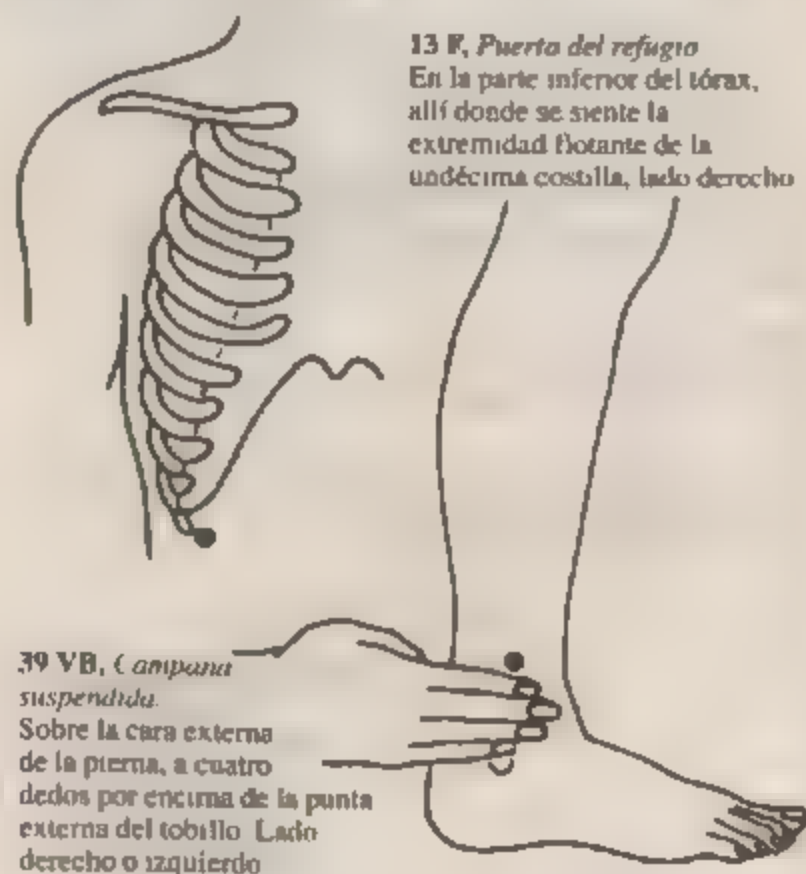 13 F, Puerta del refugio
En la parte inferior del tórax,
allí donde se siente la
extremidad flotante de la
undécima costilla, lado derecho
39 VB, Campana
suspendida.
Sobre la cara externa
de la pierna, a cuatro
dedos por encima de la punta
externa del tobillo Lado
derecho o izquierdo